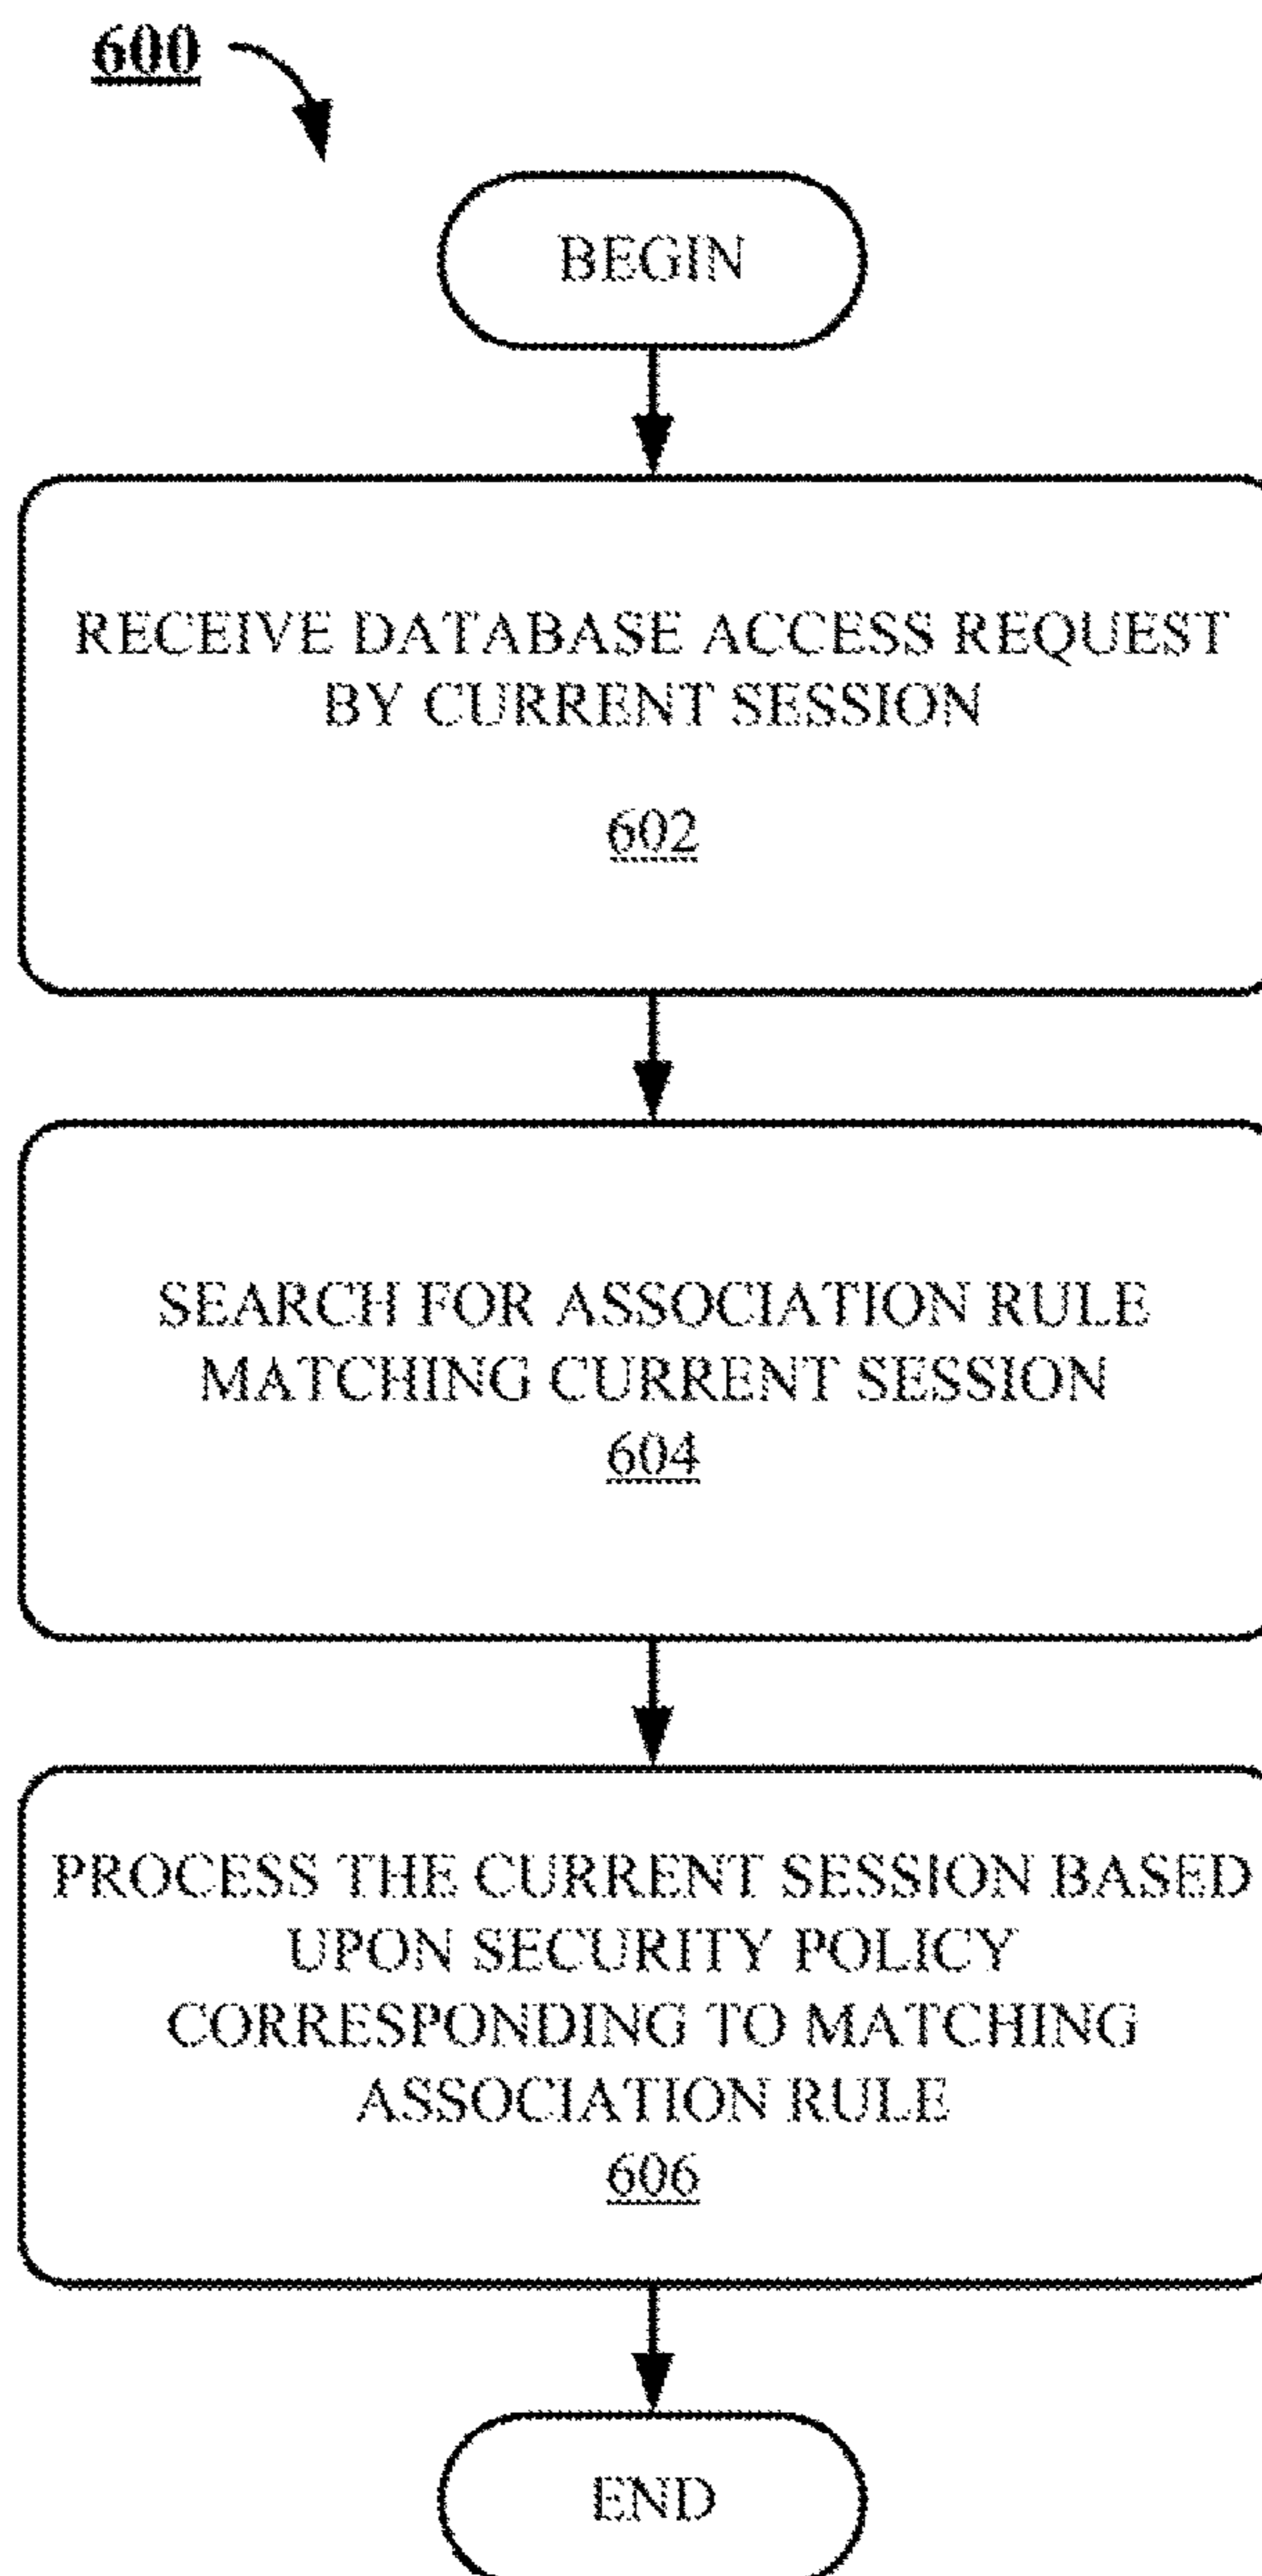 600
BEGIN
RECEIVE DATABASE ACCESS REQUEST
BY CURRENT SESSION
602
SEARCH FOR ASSOCIATION RULE
MATCHING CURRENT SESSION
604
PROCESS THE CURRENT SESSION BASED
UPON SECURITY POLICY
CORRESPONDING TO MATCHING
ASSOCIATION RULE
606
END